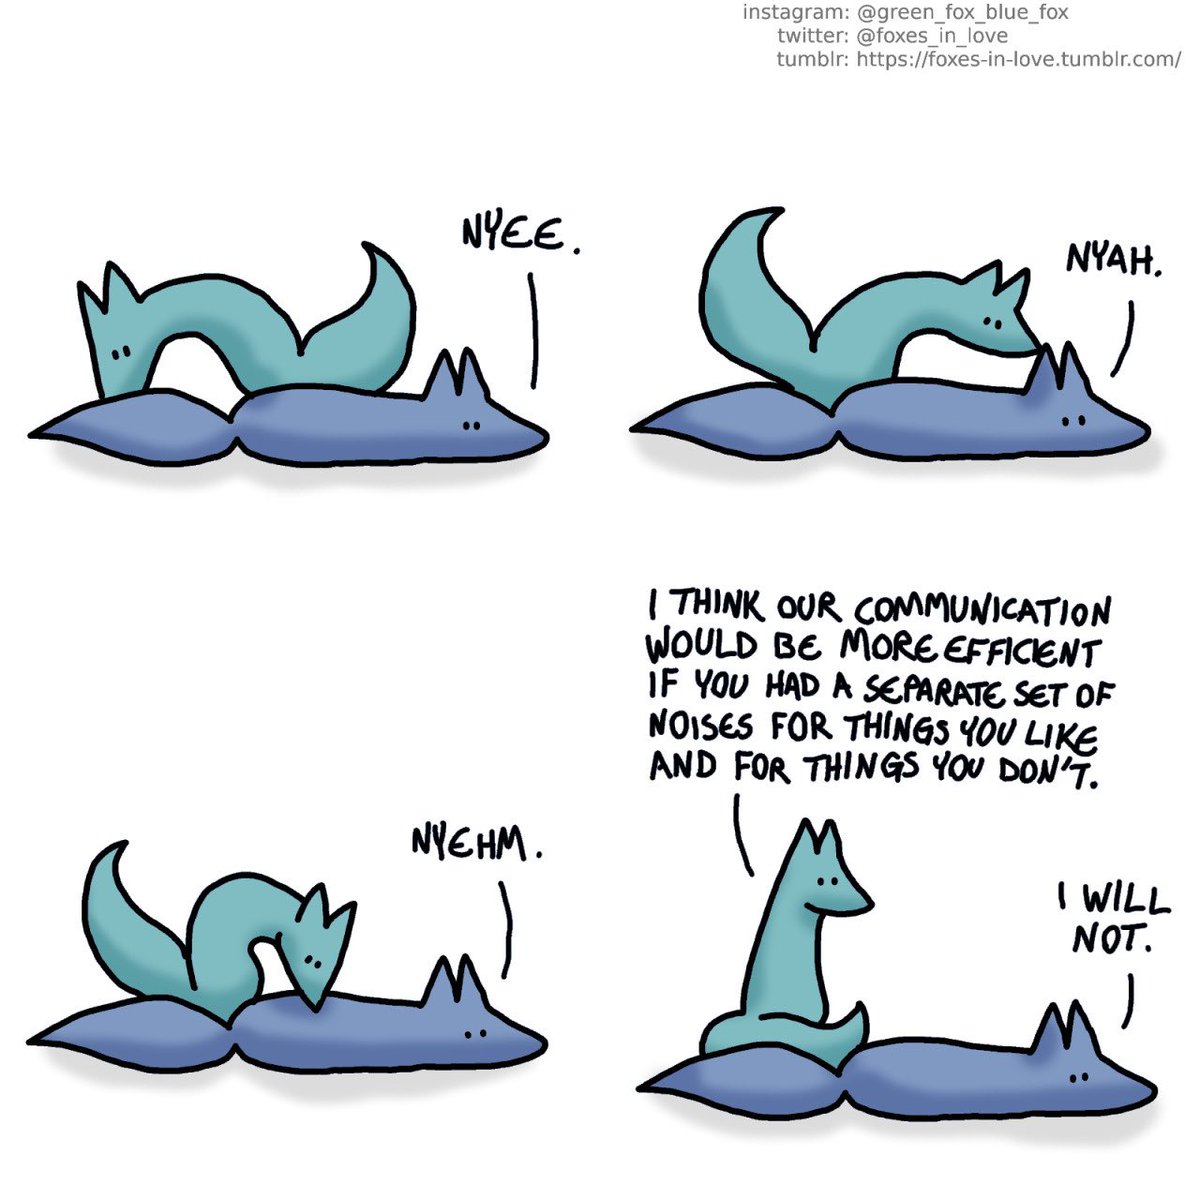 instagram: @green_fox_blue_fox
twitter: @foxes_in_love
tumblr: https://foxes-in-love.tumblr.com/
NYEE.
NYAH.
NYEHM.
I THINK OUR COMMUNICATION
WOULD BE MORE EFFICIENT
IF YOU HAD A SEPARATE SET OF
NOISES FOR THINGS YOU LIKE
AND FOR THINGS YOU DON'T.
I WILL
NOT.